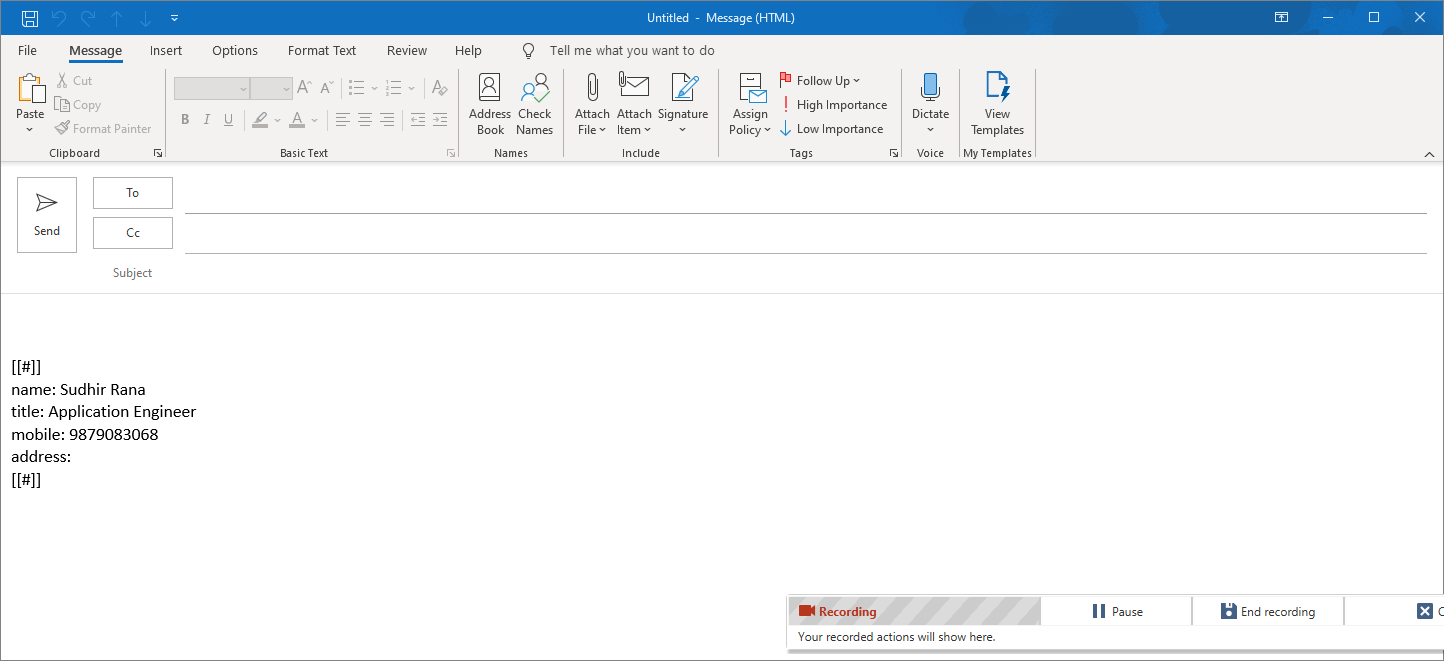 Untitled - Message (HTML)
File Message Insert Options Format Text Review Help Tell me what you want to do
Paste
Cut
Copy
Format Painter
Clipboard
B I U
Basic Text
Address Book
Check Names
Names
Attach File
Attach Item
Signature
Include
Assign Policy
Follow Up
High Importance
Low Importance
Tags
Dictate
Voice
View Templates
My Templates
Send
To
Cc
Subject
[[#]]
name: Sudhir Rana
title: Application Engineer
mobile: 9879083068
address:
[[#]]
Recording Pause End recording
Your recorded actions will show here.